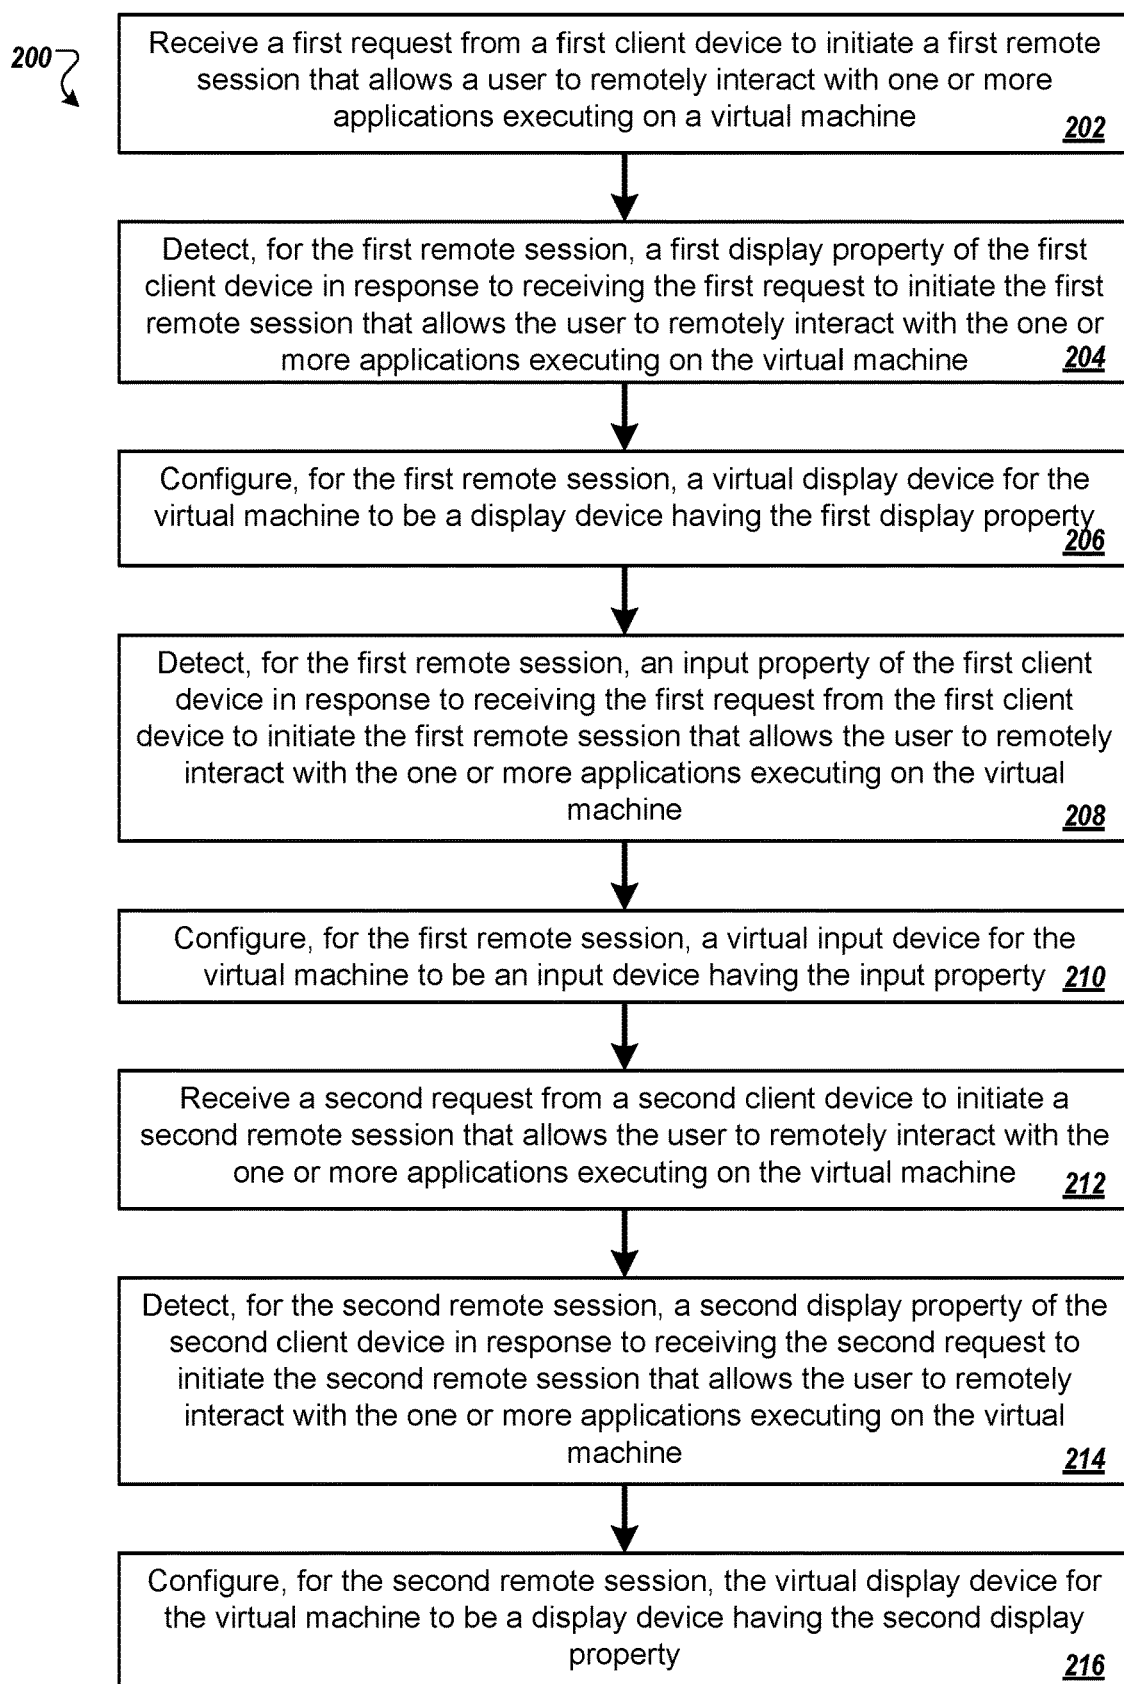 200
Receive a first request from a first client device to initiate a first remote
session that allows a user to remotely interact with one or more
applications executing on a virtual machine
202
Detect, for the first remote session, a first display property of the first
client device in response to receiving the first request to initiate the first
remote session that allows the user to remotely interact with the one or
more applications executing on the virtual machine
204
Configure, for the first remote session, a virtual display device for the
virtual machine to be a display device having the first display property
206
Detect, for the first remote session, an input property of the first client
device in response to receiving the first request from the first client
device to initiate the first remote session that allows the user to remotely
interact with the one or more applications executing on the virtual
machine
208
Configure, for the first remote session, a virtual input device for the
virtual machine to be an input device having the input property
210
Receive a second request from a second client device to initiate a
second remote session that allows the user to remotely interact with the
one or more applications executing on the virtual machine
212
Detect, for the second remote session, a second display property of the
second client device in response to receiving the second request to
initiate the second remote session that allows the user to remotely
interact with the one or more applications executing on the virtual
machine
214
Configure, for the second remote session, the virtual display device for
the virtual machine to be a display device having the second display
property
216